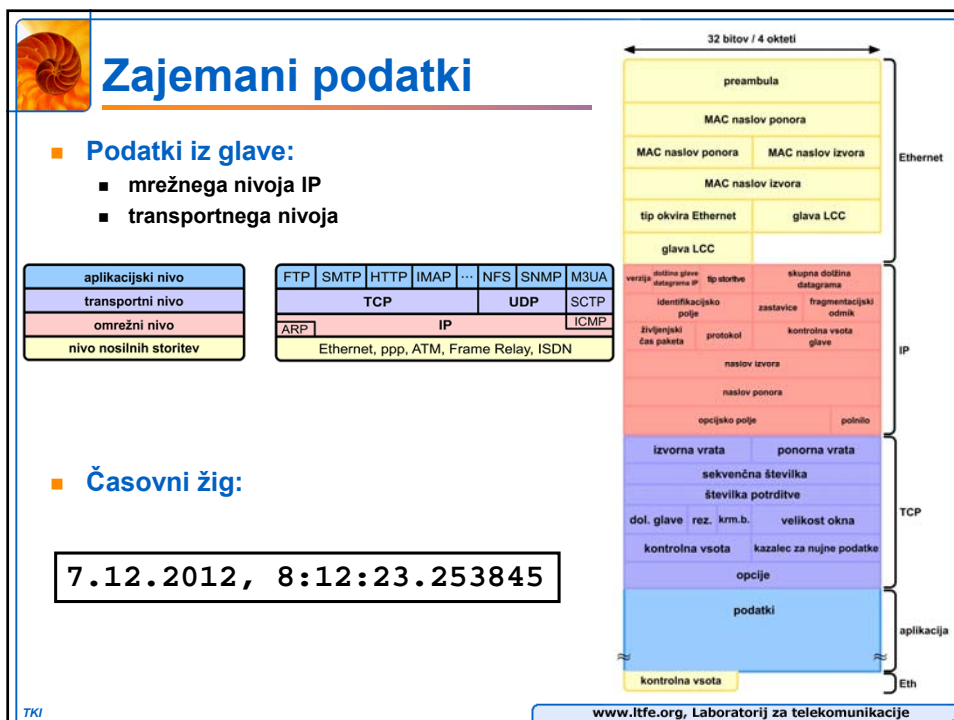 Zajemani podatki
Podatki iz glave:
mrežnega nivoja IP
transportnega nivoja
aplikacijski nivo
transportni nivo
omrežni nivo
nivo nosilnih storitev
FTP SMTP HTTP IMAP ... NFS SNMP M3UA
TCP UDP SCTP
ARP IP ICMP
Ethernet, ppp, ATM, Frame Relay, ISDN
Časovni žig:
7.12.2012, 8:12:23.253845
32 bitov / 4 okteti
preambula
MAC naslov ponora
MAC naslov ponora MAC naslov izvora
MAC naslov izvora
tip okvira Ethernet glava LCC
glava LCC
Ethernet
verzija dolžina glave datagrama IP tip storitve skupna dolžina datagrama
identifikacijsko polje zastavice fragmentacijski odmik
življenjski čas paketa protokol kontrolna vsota glave
naslov izvora
naslov ponora
opcijsko polje polnilo
IP
izvorna vrata ponorna vrata
sekvenčna številka
številka potrditve
dol. glave rez. krm.b. velikost okna
kontrolna vsota kazalec za nujne podatke
opcije
TCP
podatki
aplikacija
kontrolna vsota
Eth
TKI
www.ltfe.org, Laboratorij za telekomunikacije